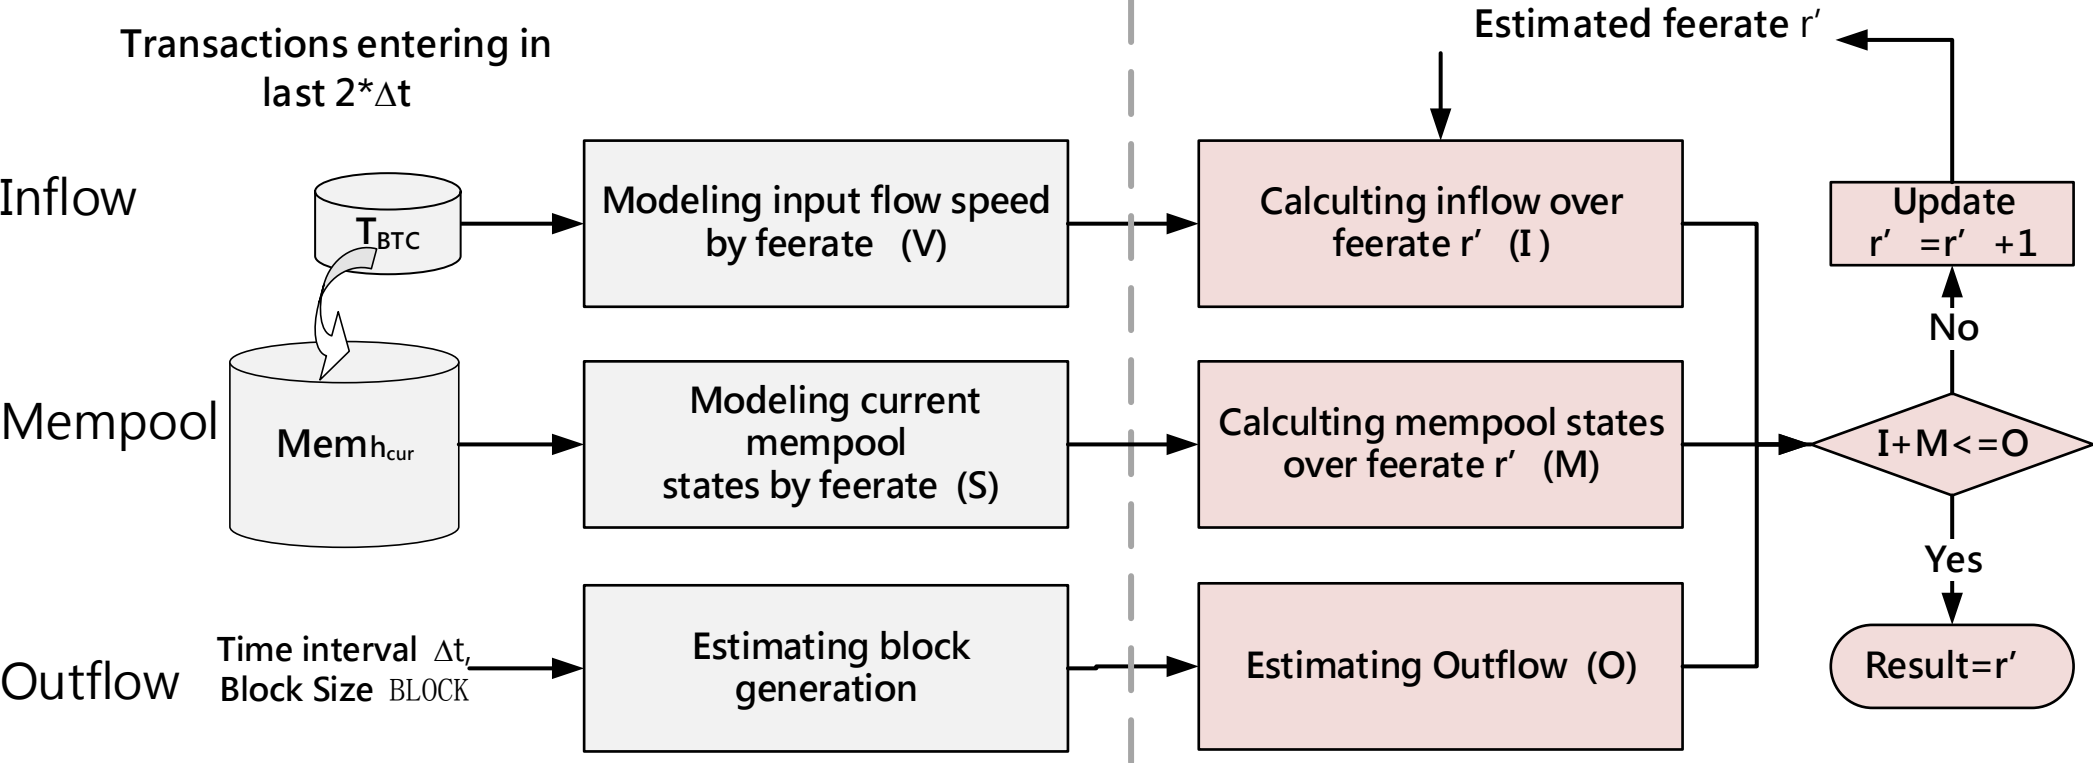 Transactions entering in
last 2*Δt
Estimated feerate r’
Inflow
T_BTC
Modeling input flow speed
by feerate (V)
Calculting inflow over
feerate r’ (I )
Update
r’ =r’ +1
No
Mempool
Memh_cur
Modeling current
mempool
states by feerate (S)
Calculting mempool states
over feerate r’ (M)
I+M<=O
Yes
Outflow
Time interval Δt,
Block Size BLOCK
Estimating block
generation
Estimating Outflow (O)
Result=r’